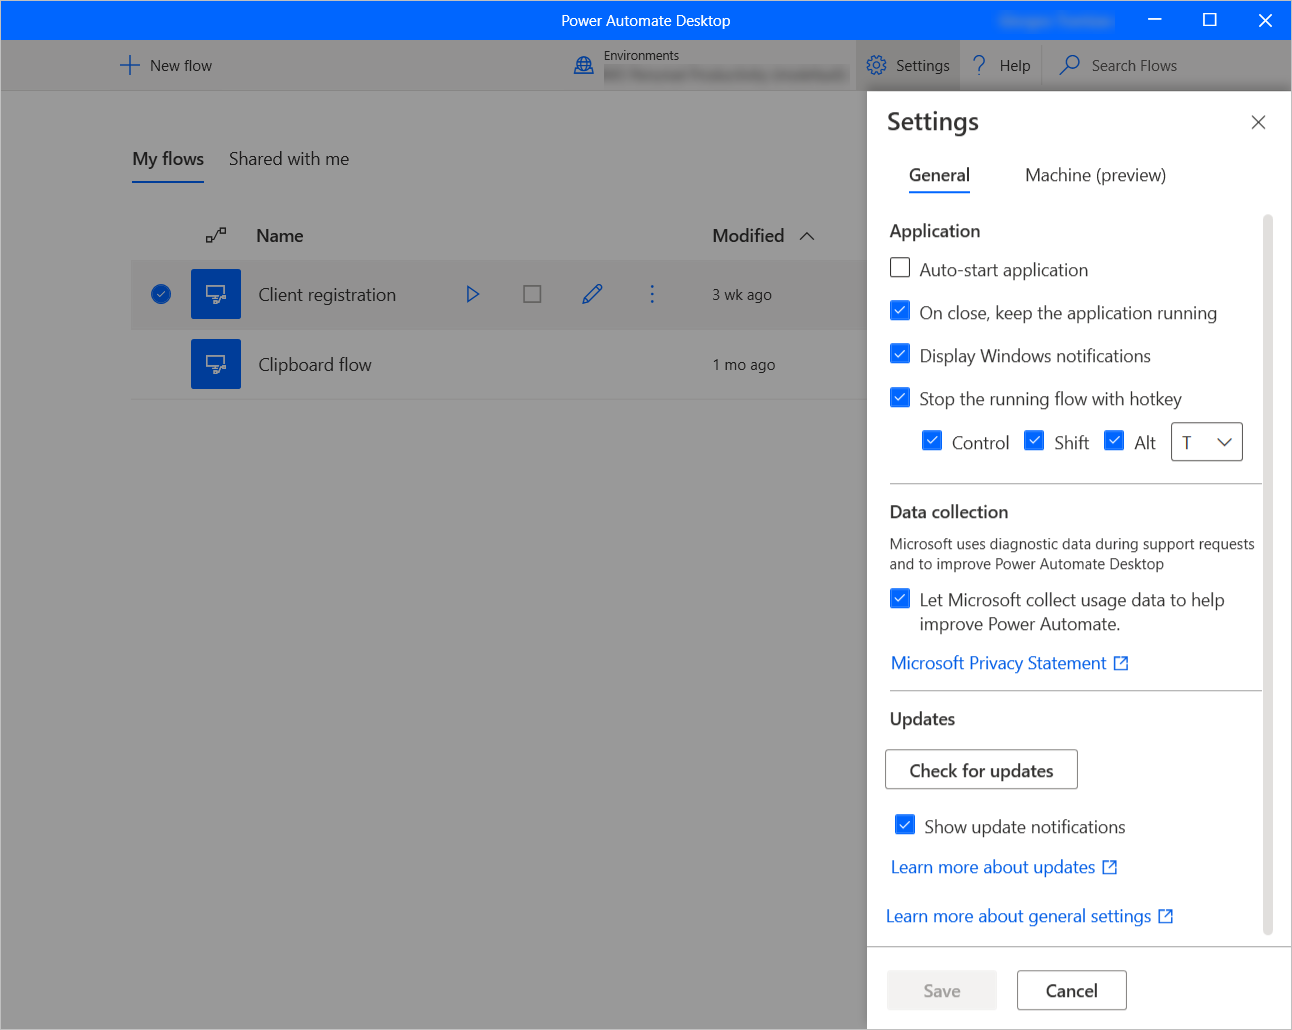 Power Automate Desktop
New flow
Environments
Settings
Help
Search Flows
My flows
Shared with me
Name
Modified
Client registration
3 wk ago
Clipboard flow
1 mo ago
Settings
General
Machine (preview)
Application
Auto-start application
On close, keep the application running
Display Windows notifications
Stop the running flow with hotkey
Control
Shift
Alt
T
Data collection
Microsoft uses diagnostic data during support requests
and to improve Power Automate Desktop
Let Microsoft collect usage data to help
improve Power Automate.
Microsoft Privacy Statement
Updates
Check for updates
Show update notifications
Learn more about updates
Learn more about general settings
Save
Cancel